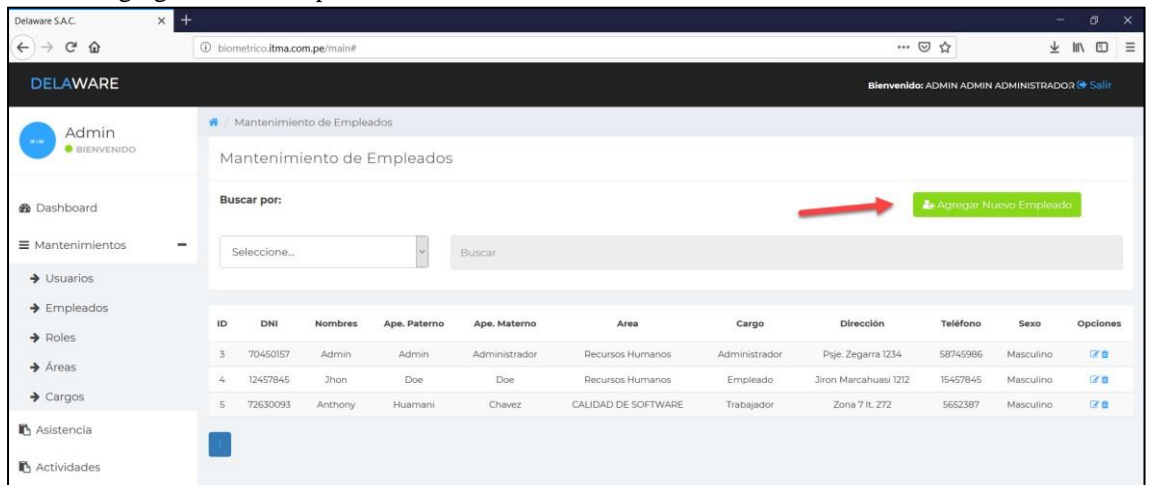 Delaware S.A.C.
biometrico.itma.com.pe/main#
DELAWARE
Bienvenido: ADMIN ADMIN ADMINISTRADOR Salir
Admin
BIENVENIDO
/ Mantenimiento de Empleados
Mantenimiento de Empleados
Dashboard
Buscar por:
Agregar Nuevo Empleado
Mantenimientos
Seleccione...
Buscar
Usuarios
Empleados
Roles
Áreas
Cargos
Asistencia
Actividades
ID DNI Nombres Ape. Paterno Ape. Materno Area Cargo Dirección Teléfono Sexo Opciones
3 70450157 Admin Admin Administrador Recursos Humanos Administrador Psje. Zegarra 1234 58745986 Masculino
4 12457845 Jhon Doe Doe Recursos Humanos Empleado Jiron Marcahuasi 1212 15457845 Masculino
5 72630093 Anthony Huamani Chavez CALIDAD DE SOFTWARE Trabajador Zona 7 lt. 272 5652387 Masculino
1